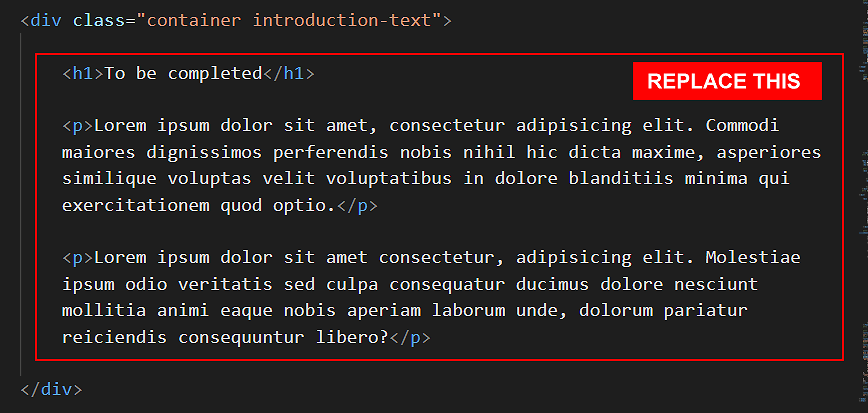 <div class="container introduction-text">
<h1>To be completed</h1>
REPLACE THIS
<p>Lorem ipsum dolor sit amet, consectetur adipisicing elit. Commodi
maiores dignissimos perferendis nobis nihil hic dicta maxime, asperiores
similique voluptas velit voluptatibus in dolore blanditiis minima qui
exercitationem quod optio.</p>
<p>Lorem ipsum dolor sit amet consectetur, adipisicing elit. Molestiae
ipsum odio veritatis sed culpa consequatur ducimus dolore nesciunt
mollitia animi eaque nobis aperiam laborum unde, dolorum pariatur
reiciendis consequuntur libero?</p>
</div>